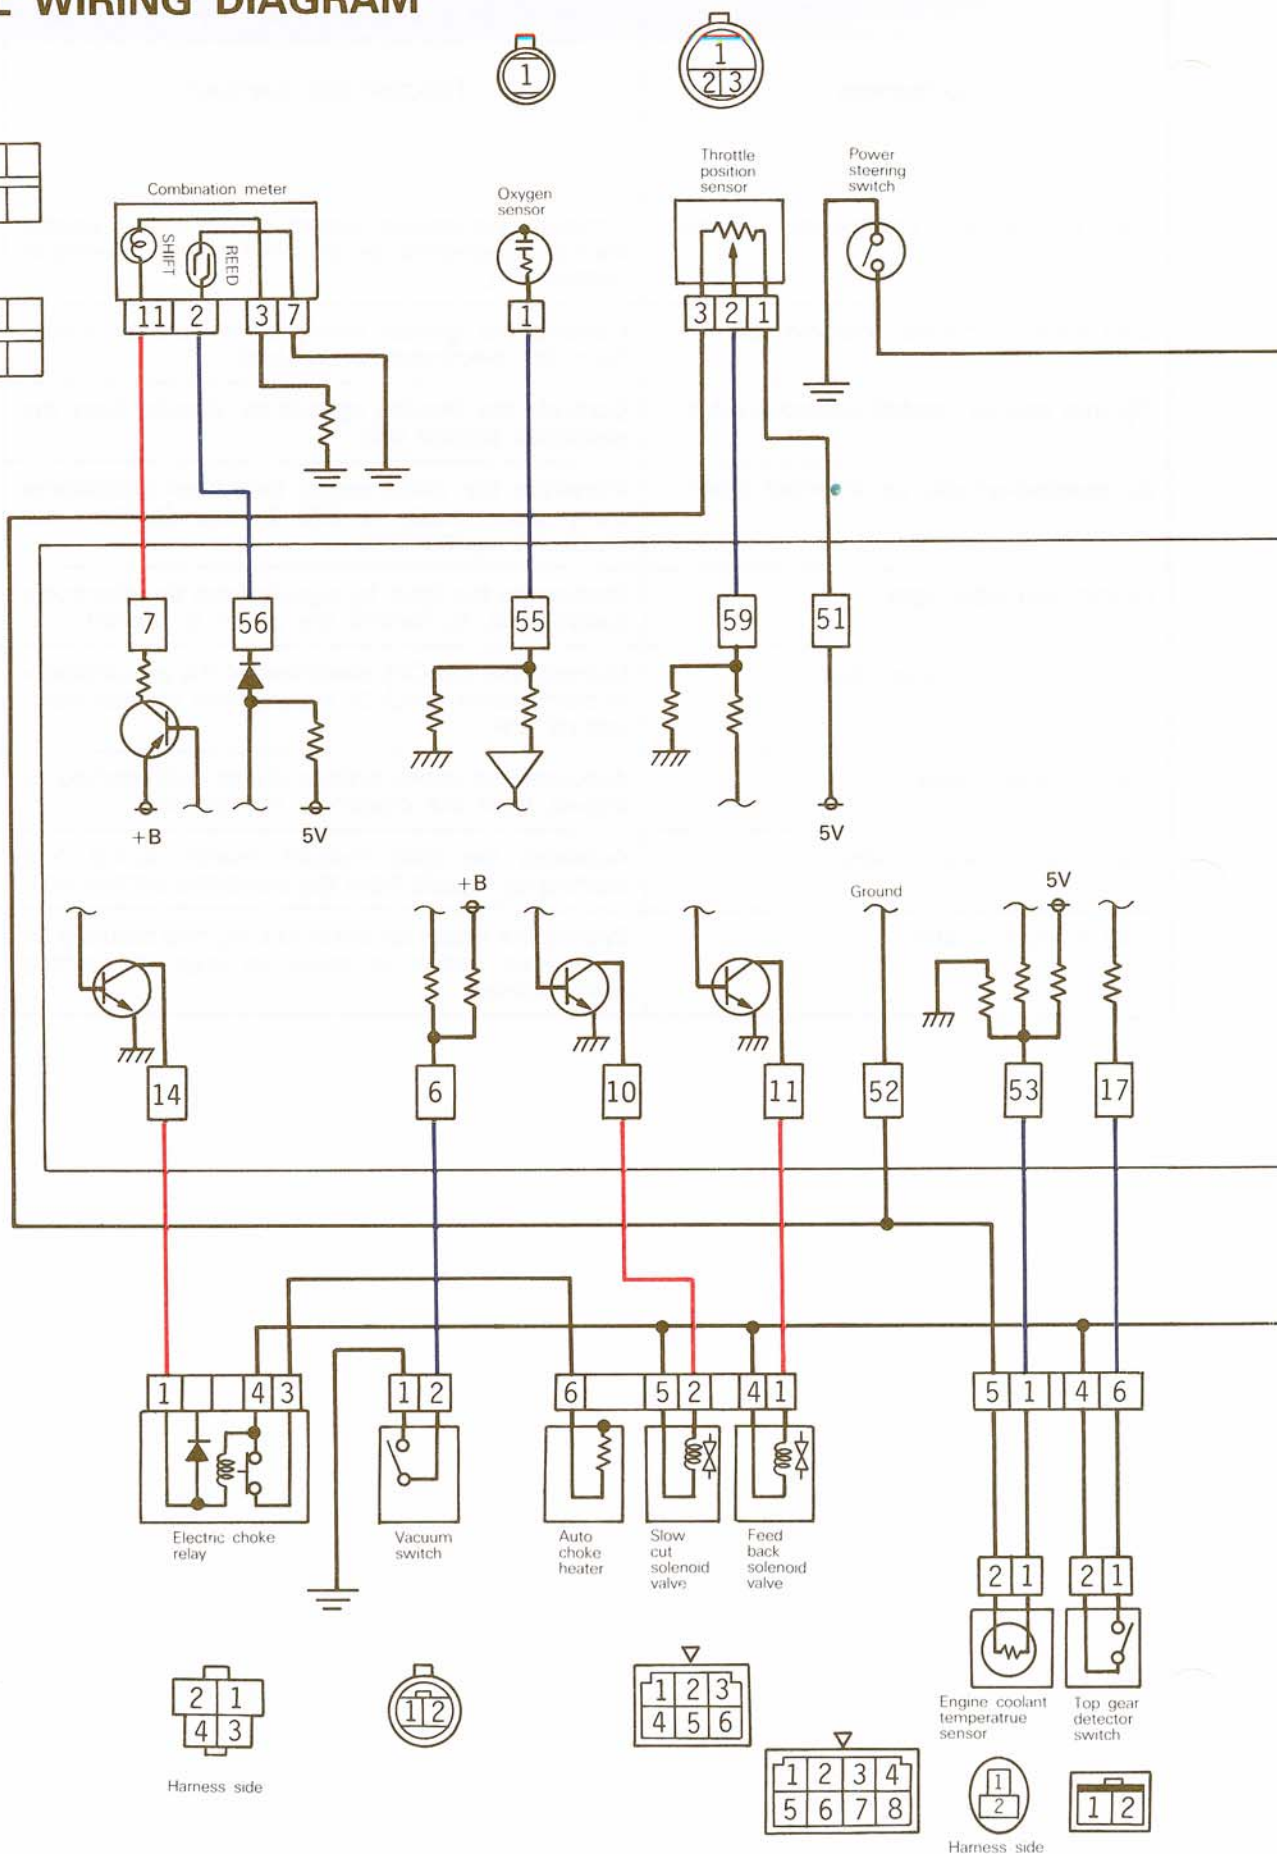 WIRING DIAGRAM
1
1
2 3
Combination meter
Oxygen
sensor
Throttle
position
sensor
Power
steering
switch
SHIFT
REED
11 2 3 7
1
3 2 1
7
56
55
59
51
+B
5V
5V
+B
Ground
5V
14
6
10
11
52
53
17
1 4 3
1 2
6 5 2 4 1
5 1 4 6
Electric choke
relay
Vacuum
switch
Auto
choke
heater
Slow
cut
solenoid
valve
Feed
back
solenoid
valve
2 1
2 1
Engine coolant
temperatrue
sensor
Top gear
detector
switch
2 1
4 3
Harness side
1 2
1 2 3
4 5 6
1 2 3 4
5 6 7 8
1
2
Harness side
1 2